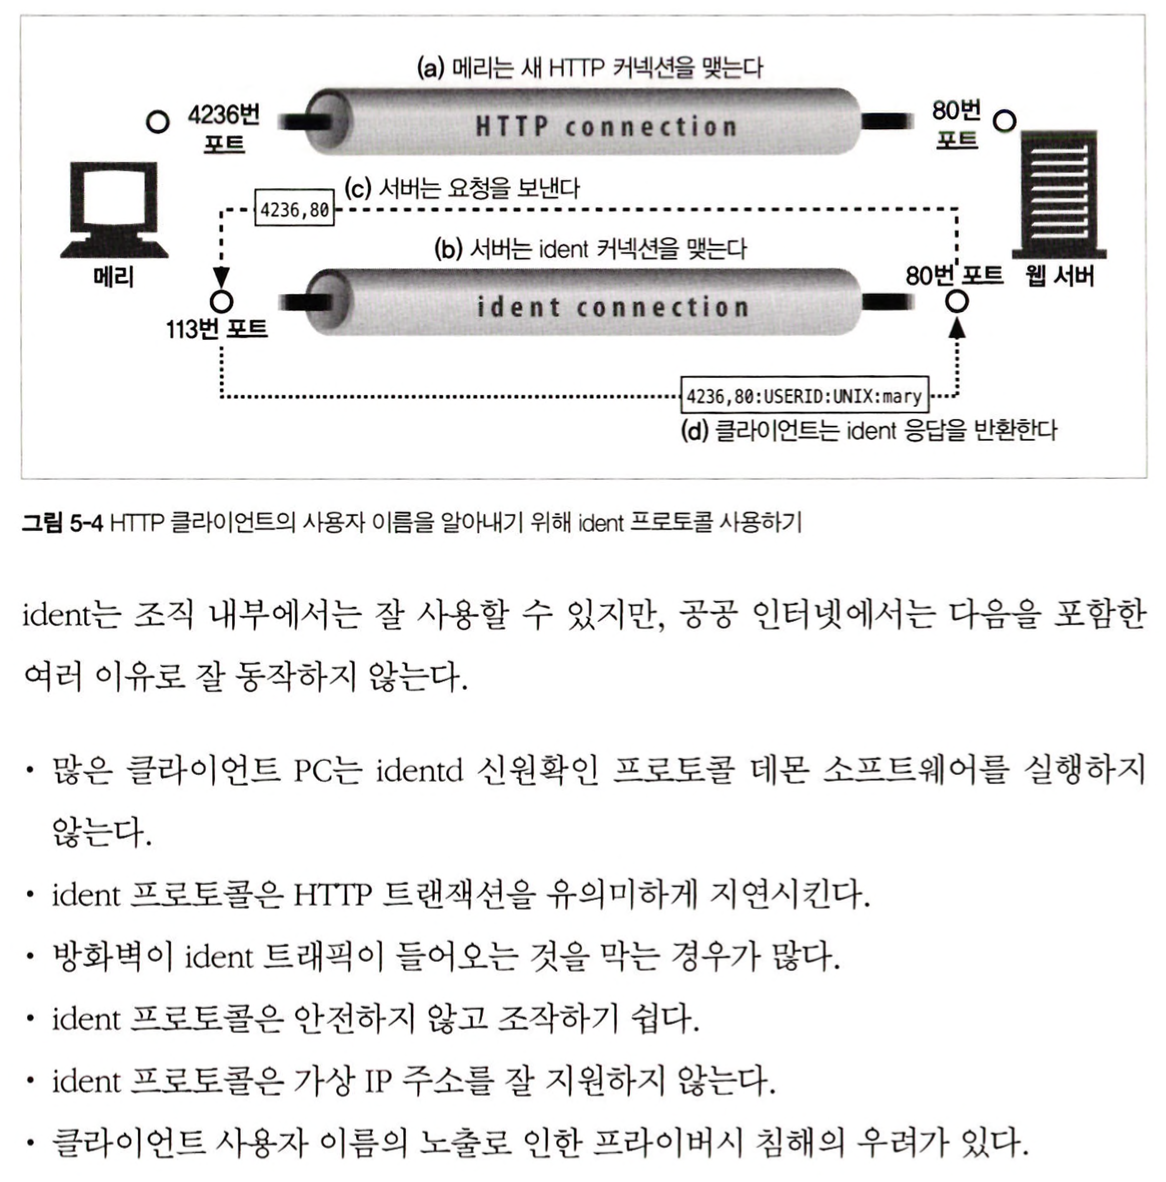 (a) 메리는 새 HTTP 커넥션을 맺는다
4236번
포트
HTTP connection
80번
포트
(c) 서버는 요청을 보낸다
4236,80
(b) 서버는 ident 커넥션을 맺는다
메리
80번 포트
웹 서버
ident connection
113번 포트
4236,80:USERID:UNIX:mary
(d) 클라이언트는 ident 응답을 반환한다
그림 5-4 HTTP 클라이언트의 사용자 이름을 알아내기 위해 ident 프로토콜 사용하기
ident는 조직 내부에서는 잘 사용할 수 있지만, 공공 인터넷에서는 다음을 포함한
여러 이유로 잘 동작하지 않는다.
• 많은 클라이언트 PC는 identd 신원확인 프로토콜 데몬 소프트웨어를 실행하지
않는다.
• ident 프로토콜은 HTTP 트랜잭션을 유의미하게 지연시킨다.
• 방화벽이 ident 트래픽이 들어오는 것을 막는 경우가 많다.
• ident 프로토콜은 안전하지 않고 조작하기 쉽다.
• ident 프로토콜은 가상 IP 주소를 잘 지원하지 않는다.
• 클라이언트 사용자 이름의 노출로 인한 프라이버시 침해의 우려가 있다.